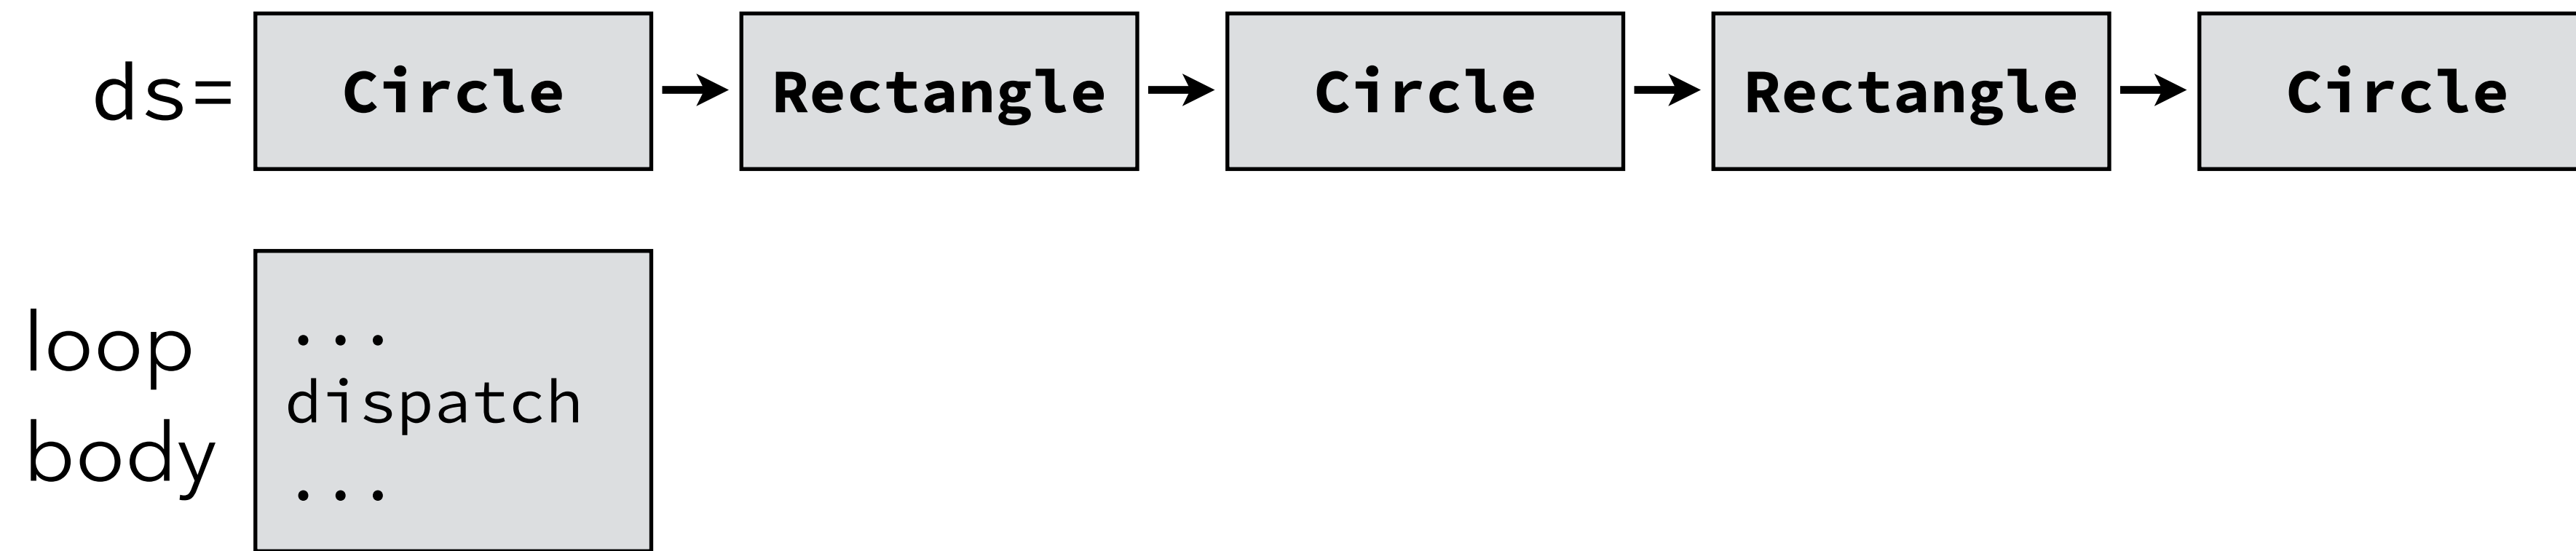 ds= Circle → Rectangle → Circle → Rectangle → Circle
loop
body
...
dispatch
...